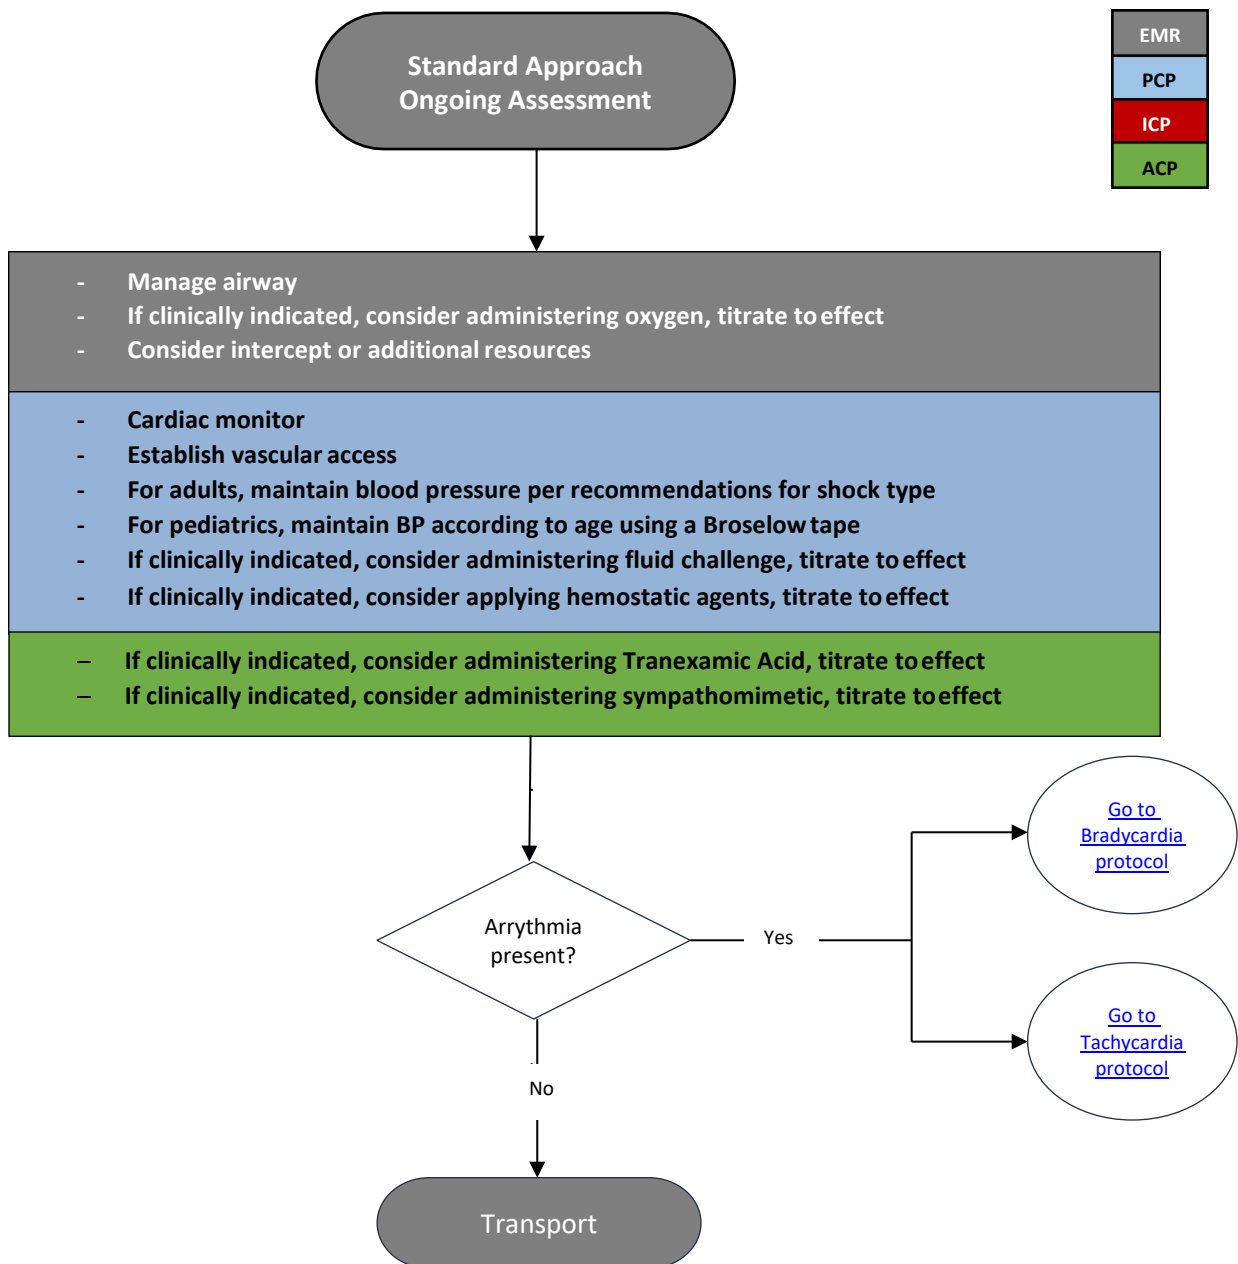 Standard Approach
Ongoing Assessment
EMR
PCP
ICP
ACP
- Manage airway
- If clinically indicated, consider administering oxygen, titrate to effect
- Consider intercept or additional resources
- Cardiac monitor
- Establish vascular access
- For adults, maintain blood pressure per recommendations for shock type
- For pediatrics, maintain BP according to age using a Broselow tape
- If clinically indicated, consider administering fluid challenge, titrate to effect
- If clinically indicated, consider applying hemostatic agents, titrate to effect
– If clinically indicated, consider administering Tranexamic Acid, titrate to effect
– If clinically indicated, consider administering sympathomimetic, titrate to effect
Arrythmia
present?
Yes
Go to
Bradycardia
protocol
Go to
Tachycardia
protocol
No
Transport